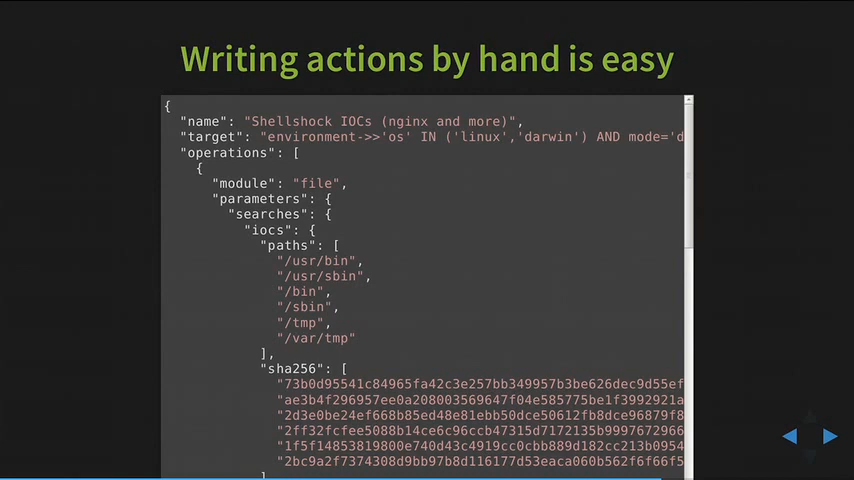 Writing actions by hand is easy
{
"name": "Shellshock IOCs (nginx and more)",
"target": "environment->>'os' IN ('linux','darwin') AND mode='d
"operations": [
{
"module": "file",
"parameters": {
"searches": {
"iocs": {
"paths": [
"/usr/bin",
"/usr/sbin",
"/bin",
"/sbin",
"/tmp",
"/var/tmp"
],
"sha256": [
"73b0d95541c84965fa42c3e257bb349957b3be626dec9d55ef
"ae3b4f296957ee0a208003569647f04e585775be1f3992921a
"2d3e0be24ef668b85ed48e81ebb50dce50612fb8dce96879f8
"2ff32fcfee5088b14ce6c96ccb47315d7172135b9997672966
"1f5f14853819800e740d43c4919cc0cbb889d182cc213b0954
"2bc9a2f7374308d9bb97b8d116177d53eaca060b562f6f66f5
]